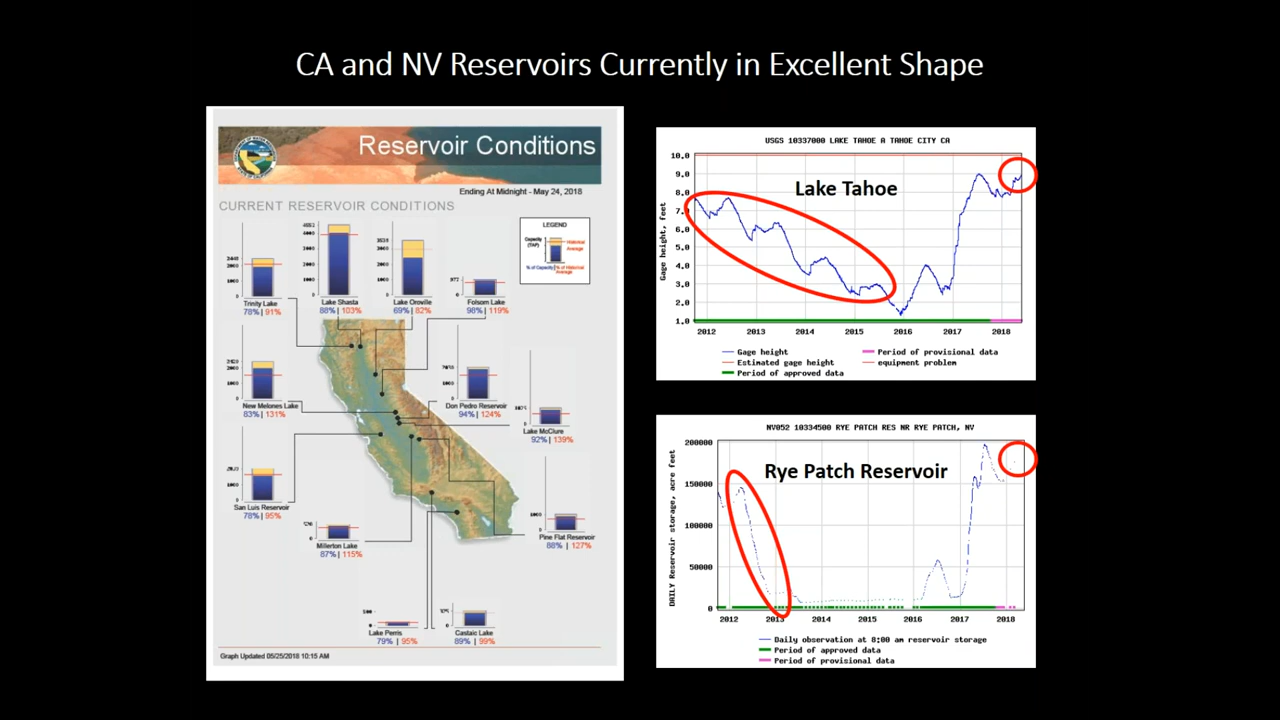 CA and NV Reservoirs Currently in Excellent Shape
Reservoir Conditions
Ending At Midnight - May 24, 2018
CURRENT RESERVOIR CONDITIONS
LEGEND
Capacity
(TAF)
Historical
Average
% of Capacity | % of Historical
Average
Trinity Lake
78% | 91%
Lake Shasta
88% | 103%
Lake Oroville
69% | 82%
Folsom Lake
98% | 119%
New Melones Lake
83% | 131%
Don Pedro Reservoir
94% | 124%
Lake McClure
92% | 139%
San Luis Reservoir
78% | 95%
Millerton Lake
87% | 115%
Pine Flat Reservoir
88% | 127%
Lake Perris
79% | 95%
Castaic Lake
89% | 99%
Graph Updated 05/25/2018 10:15 AM
USGS 10337000 LAKE TAHOE A TAHOE CITY CA
Lake Tahoe
Gage height, feet
10.0
9.0
8.0
7.
6.0
5.0
4.0
3.0
2.0
1.0
2012 2013 2014 2015 2016 2017 2018
Gage height
Period of provisional data
Estimated gage height
equipment problem
Period of approved data
NV052 10334500 RYE PATCH RES NR RYE PATCH, NV
Rye Patch Reservoir
DAILY Reservoir storage, acre feet
200000
150000
100000
50000
0
2012 2013 2014 2015 2016 2017 2018
Daily observation at 8:00 am reservoir storage
Period of approved data
Period of provisional data